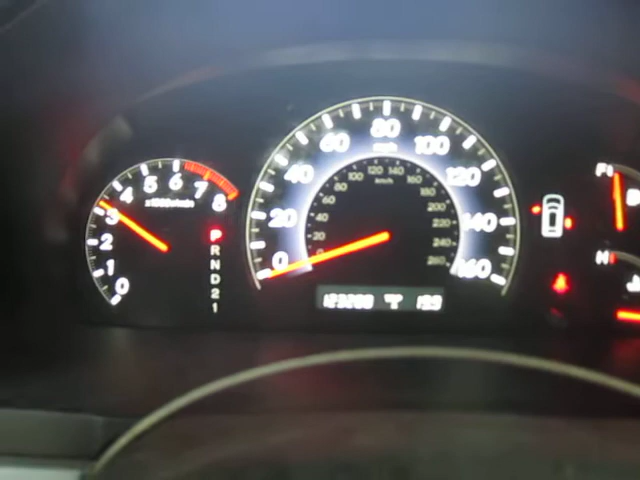 0 1 2 3 4 5 6 7 8
x1000r/min
P
R
N
D
2
1
0 20 40 60 80 100 120 140 160
mph
0 20 40 60 80 100 120 140 160 180 200 220 240 260
km/h
F
H